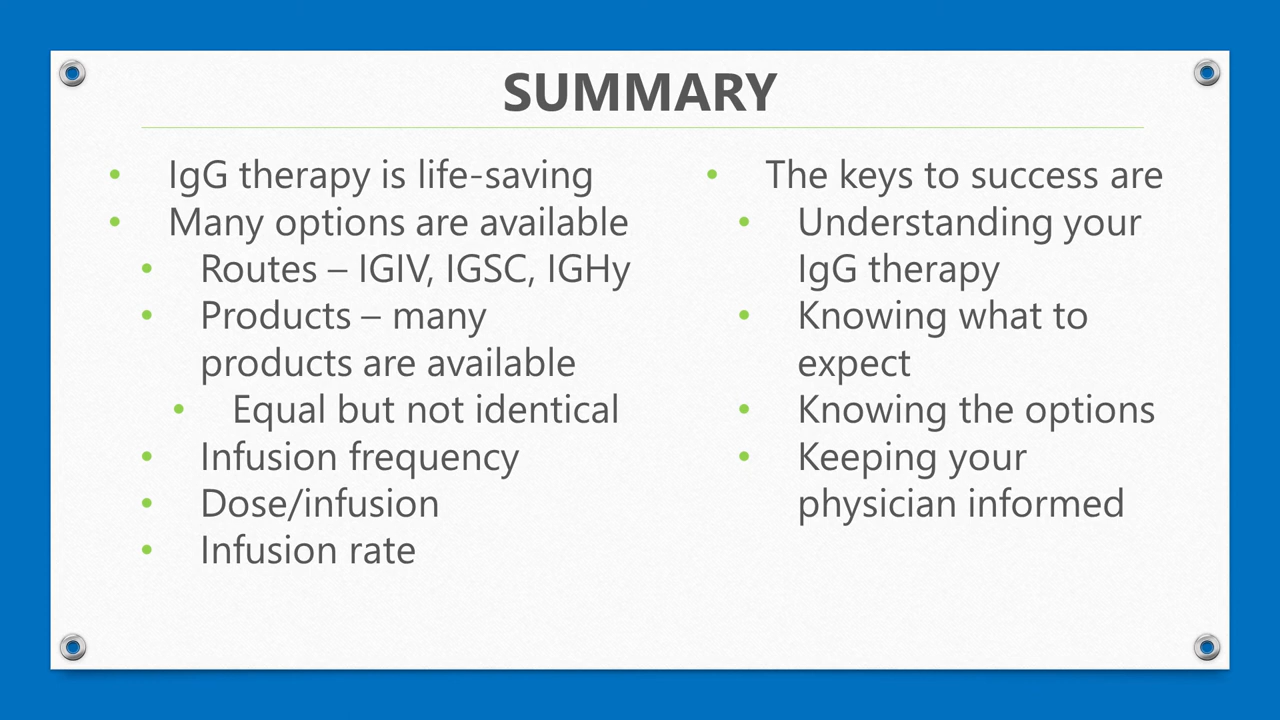 SUMMARY
• IgG therapy is life-saving
• Many options are available
• Routes – IGIV, IGSC, IGHy
• Products – many
products are available
• Equal but not identical
• Infusion frequency
• Dose/infusion
• Infusion rate
• The keys to success are
• Understanding your
IgG therapy
• Knowing what to
expect
• Knowing the options
• Keeping your
physician informed